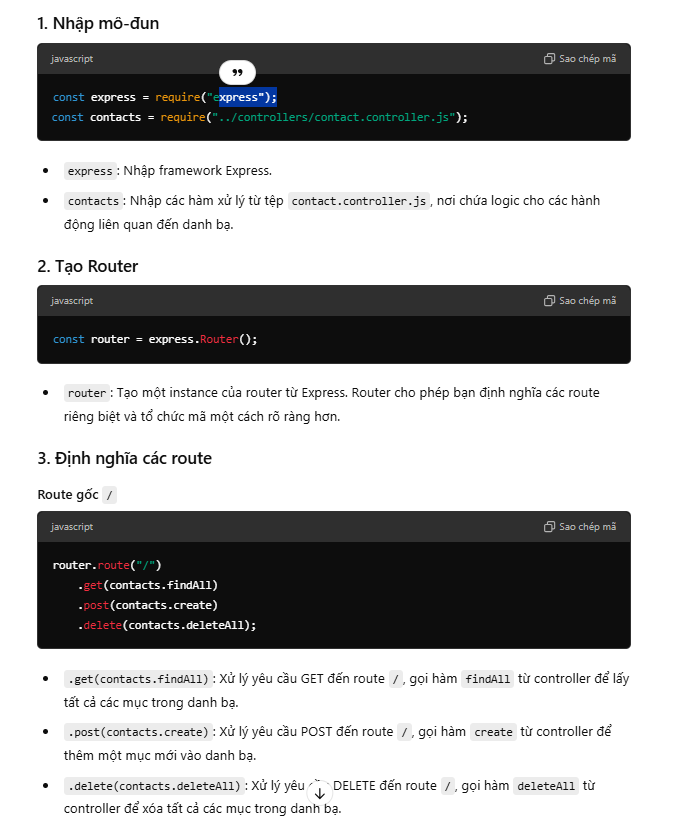 1. Nhập mô-đun
javascript
Sao chép mã
const express = require("express");
const contacts = require("../controllers/contact.controller.js");
express: Nhập framework Express.
contacts: Nhập các hàm xử lý từ tệp contact.controller.js, nơi chứa logic cho các hành
động liên quan đến danh bạ.
2. Tạo Router
javascript
Sao chép mã
const router = express.Router();
router: Tạo một instance của router từ Express. Router cho phép bạn định nghĩa các route
riêng biệt và tổ chức mã một cách rõ ràng hơn.
3. Định nghĩa các route
Route gốc /
javascript
Sao chép mã
router.route("/")
.get(contacts.findAll)
.post(contacts.create)
.delete(contacts.deleteAll);
.get(contacts.findAll): Xử lý yêu cầu GET đến route /, gọi hàm findAll từ controller để lấy
tất cả các mục trong danh bạ.
.post(contacts.create): Xử lý yêu cầu POST đến route /, gọi hàm create từ controller để
thêm một mục mới vào danh bạ.
.delete(contacts.deleteAll): Xử lý yêu DELETE đến route /, gọi hàm deleteAll từ
controller để xóa tất cả các mục trong danh bạ.